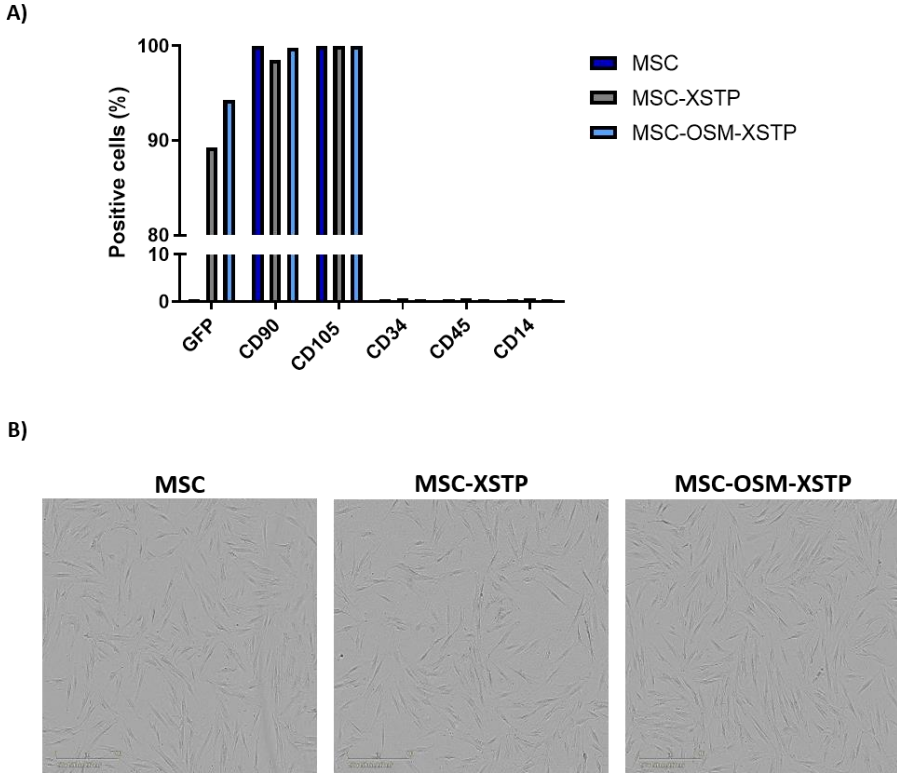 A)
100
90
80
10
0
Positive cells (%)
GFP
CD90
CD105
CD34
CD45
CD14
MSC
MSC-XSTP
MSC-OSM-XSTP
B)
MSC
MSC-XSTP
MSC-OSM-XSTP